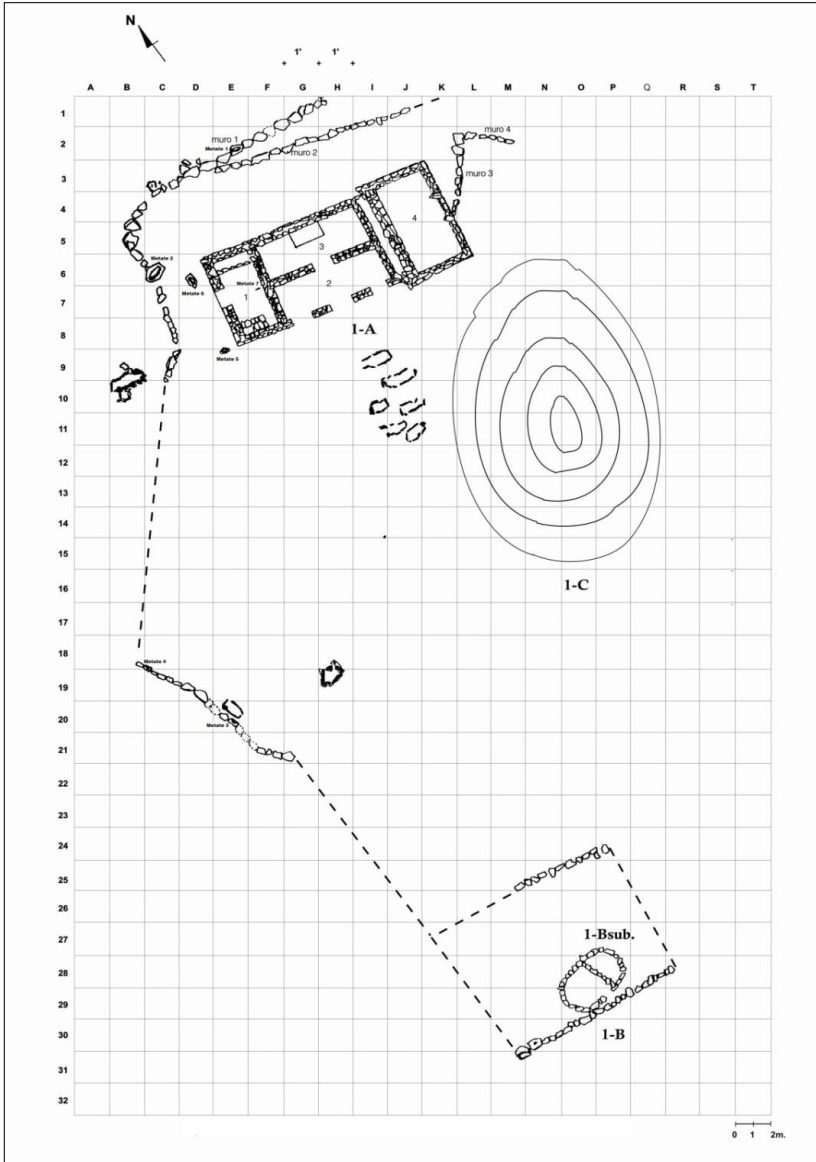 N
1' 1'
A B C D E F G H I J K L M N O P Q R S T
1
muro 4
muro 1
2
Metate 1
muro 2
3
muro 3
4
4
5
3
Metate 2
6
Metate 6
Metate 7
2
7
1
8
1-A
Metate 5
9
10
11
12
13
14
15
16
1-C
17
18
Metate 4
19
20
Metate 3
21
22
23
24
25
26
27
1-Bsub.
28
29
30
1-B
31
32
0 1 2m.